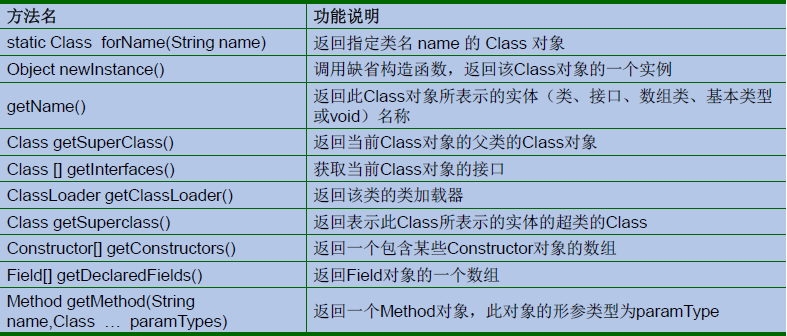 方法名 功能说明
static Class forName(String name) 返回指定类名 name 的 Class 对象
Object newInstance() 调用缺省构造函数，返回该Class对象的一个实例
getName() 返回此Class对象所表示的实体（类、接口、数组类、基本类型
或void）名称
Class getSuperClass() 返回当前Class对象的父类的Class对象
Class [] getInterfaces() 获取当前Class对象的接口
ClassLoader getClassLoader() 返回该类的类加载器
Class getSuperclass() 返回表示此Class所表示的实体的超类的Class
Constructor[] getConstructors() 返回一个包含某些Constructor对象的数组
Field[] getDeclaredFields() 返回Field对象的一个数组
Method getMethod(String
name,Class … paramTypes) 返回一个Method对象，此对象的形参类型为paramType